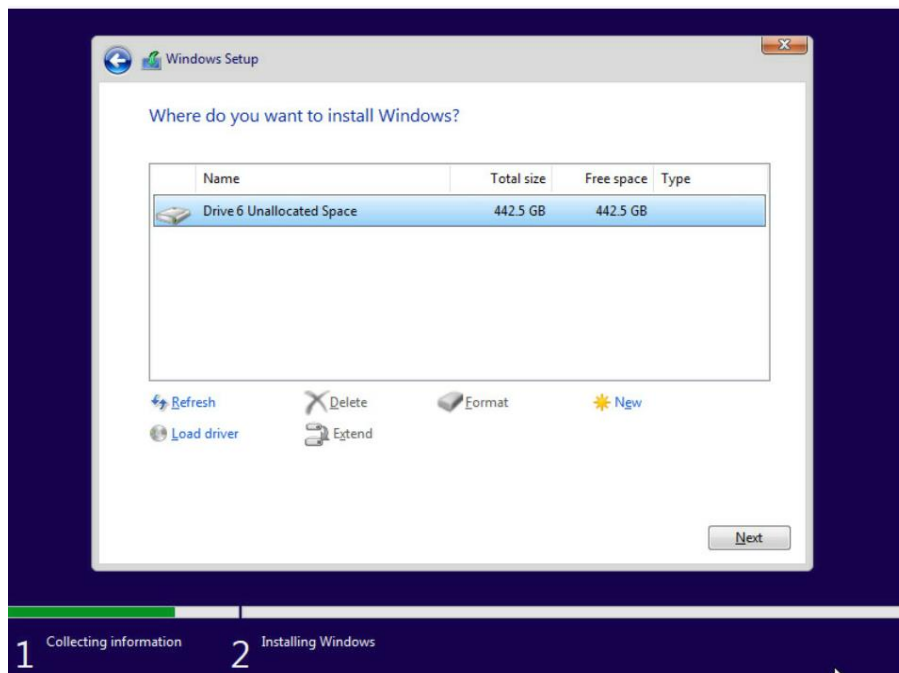 Windows Setup
Where do you want to install Windows?
Name Total size Free space Type
Drive 6 Unallocated Space 442.5 GB 442.5 GB
Refresh Delete Format New
Load driver Extend
Next
1 Collecting information 2 Installing Windows